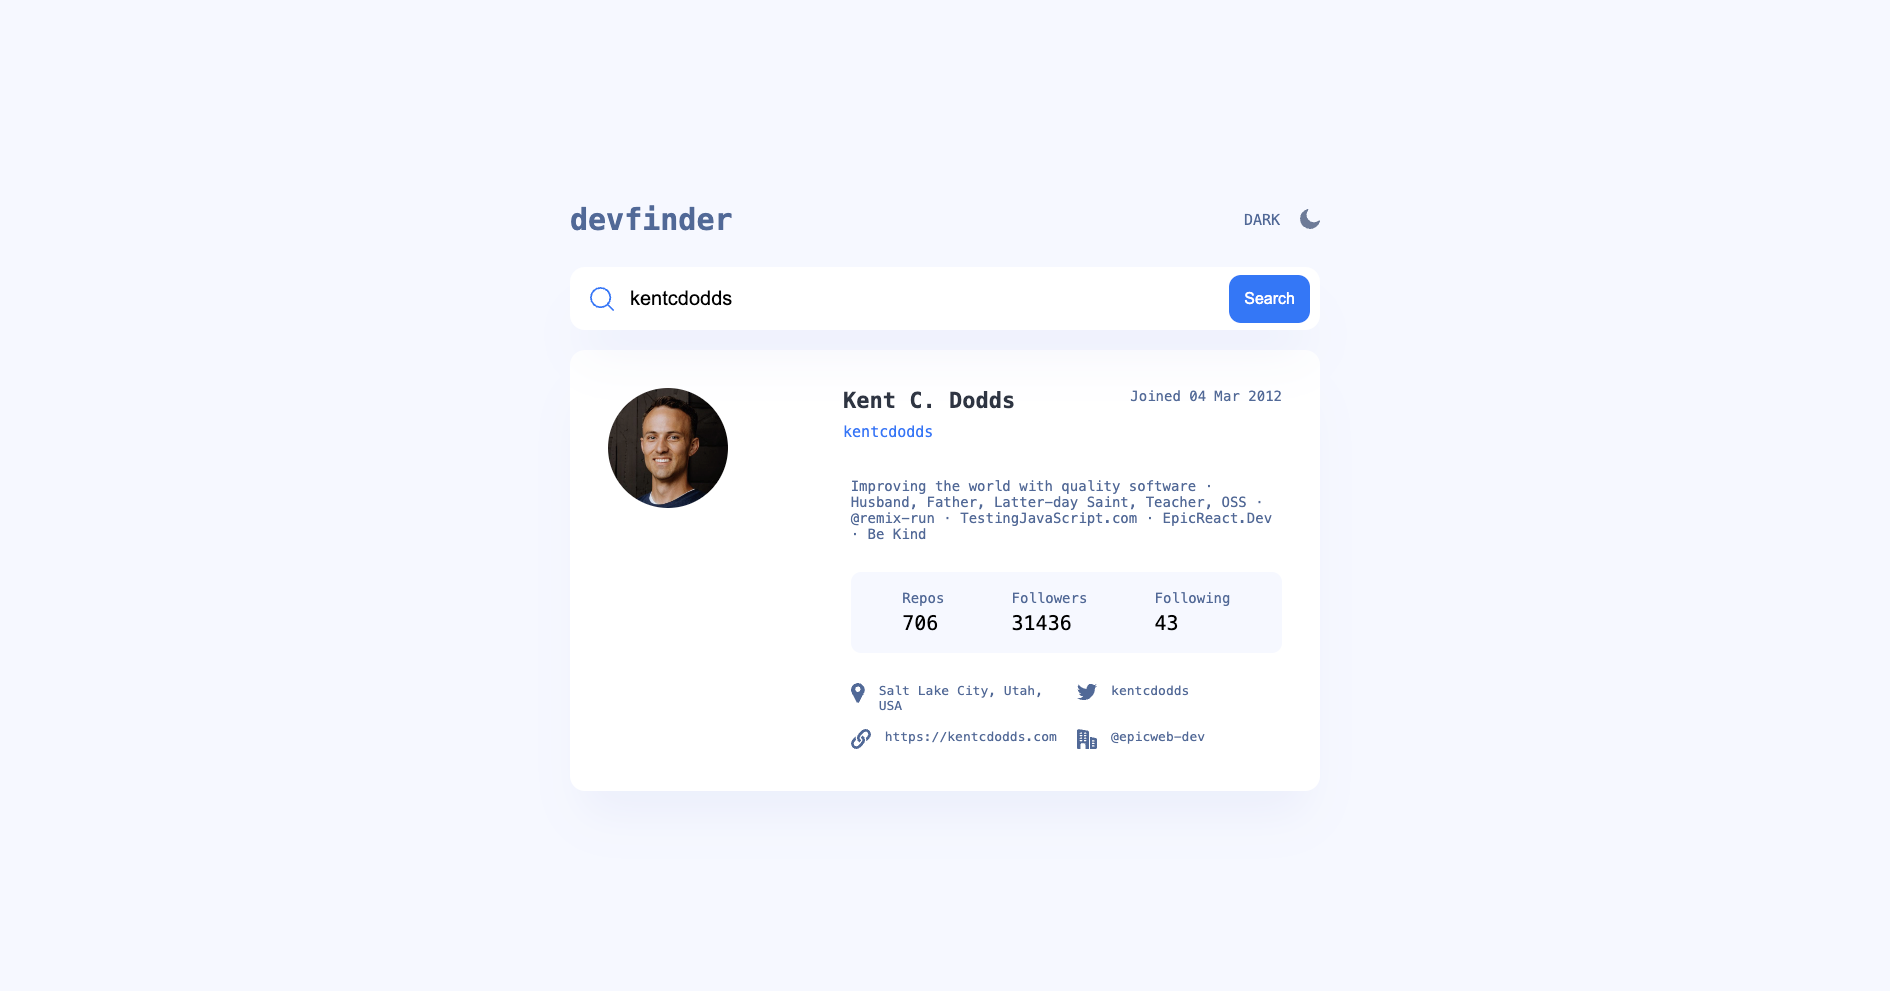 devfinder
DARK
kentcdodds
Search
Kent C. Dodds
Joined 04 Mar 2012
kentcdodds
Improving the world with quality software ·
Husband, Father, Latter-day Saint, Teacher, OSS ·
@remix-run · TestingJavaScript.com · EpicReact.Dev
· Be Kind
Repos
706
Followers
31436
Following
43
Salt Lake City, Utah,
USA
kentcdodds
https://kentcdodds.com
@epicweb-dev